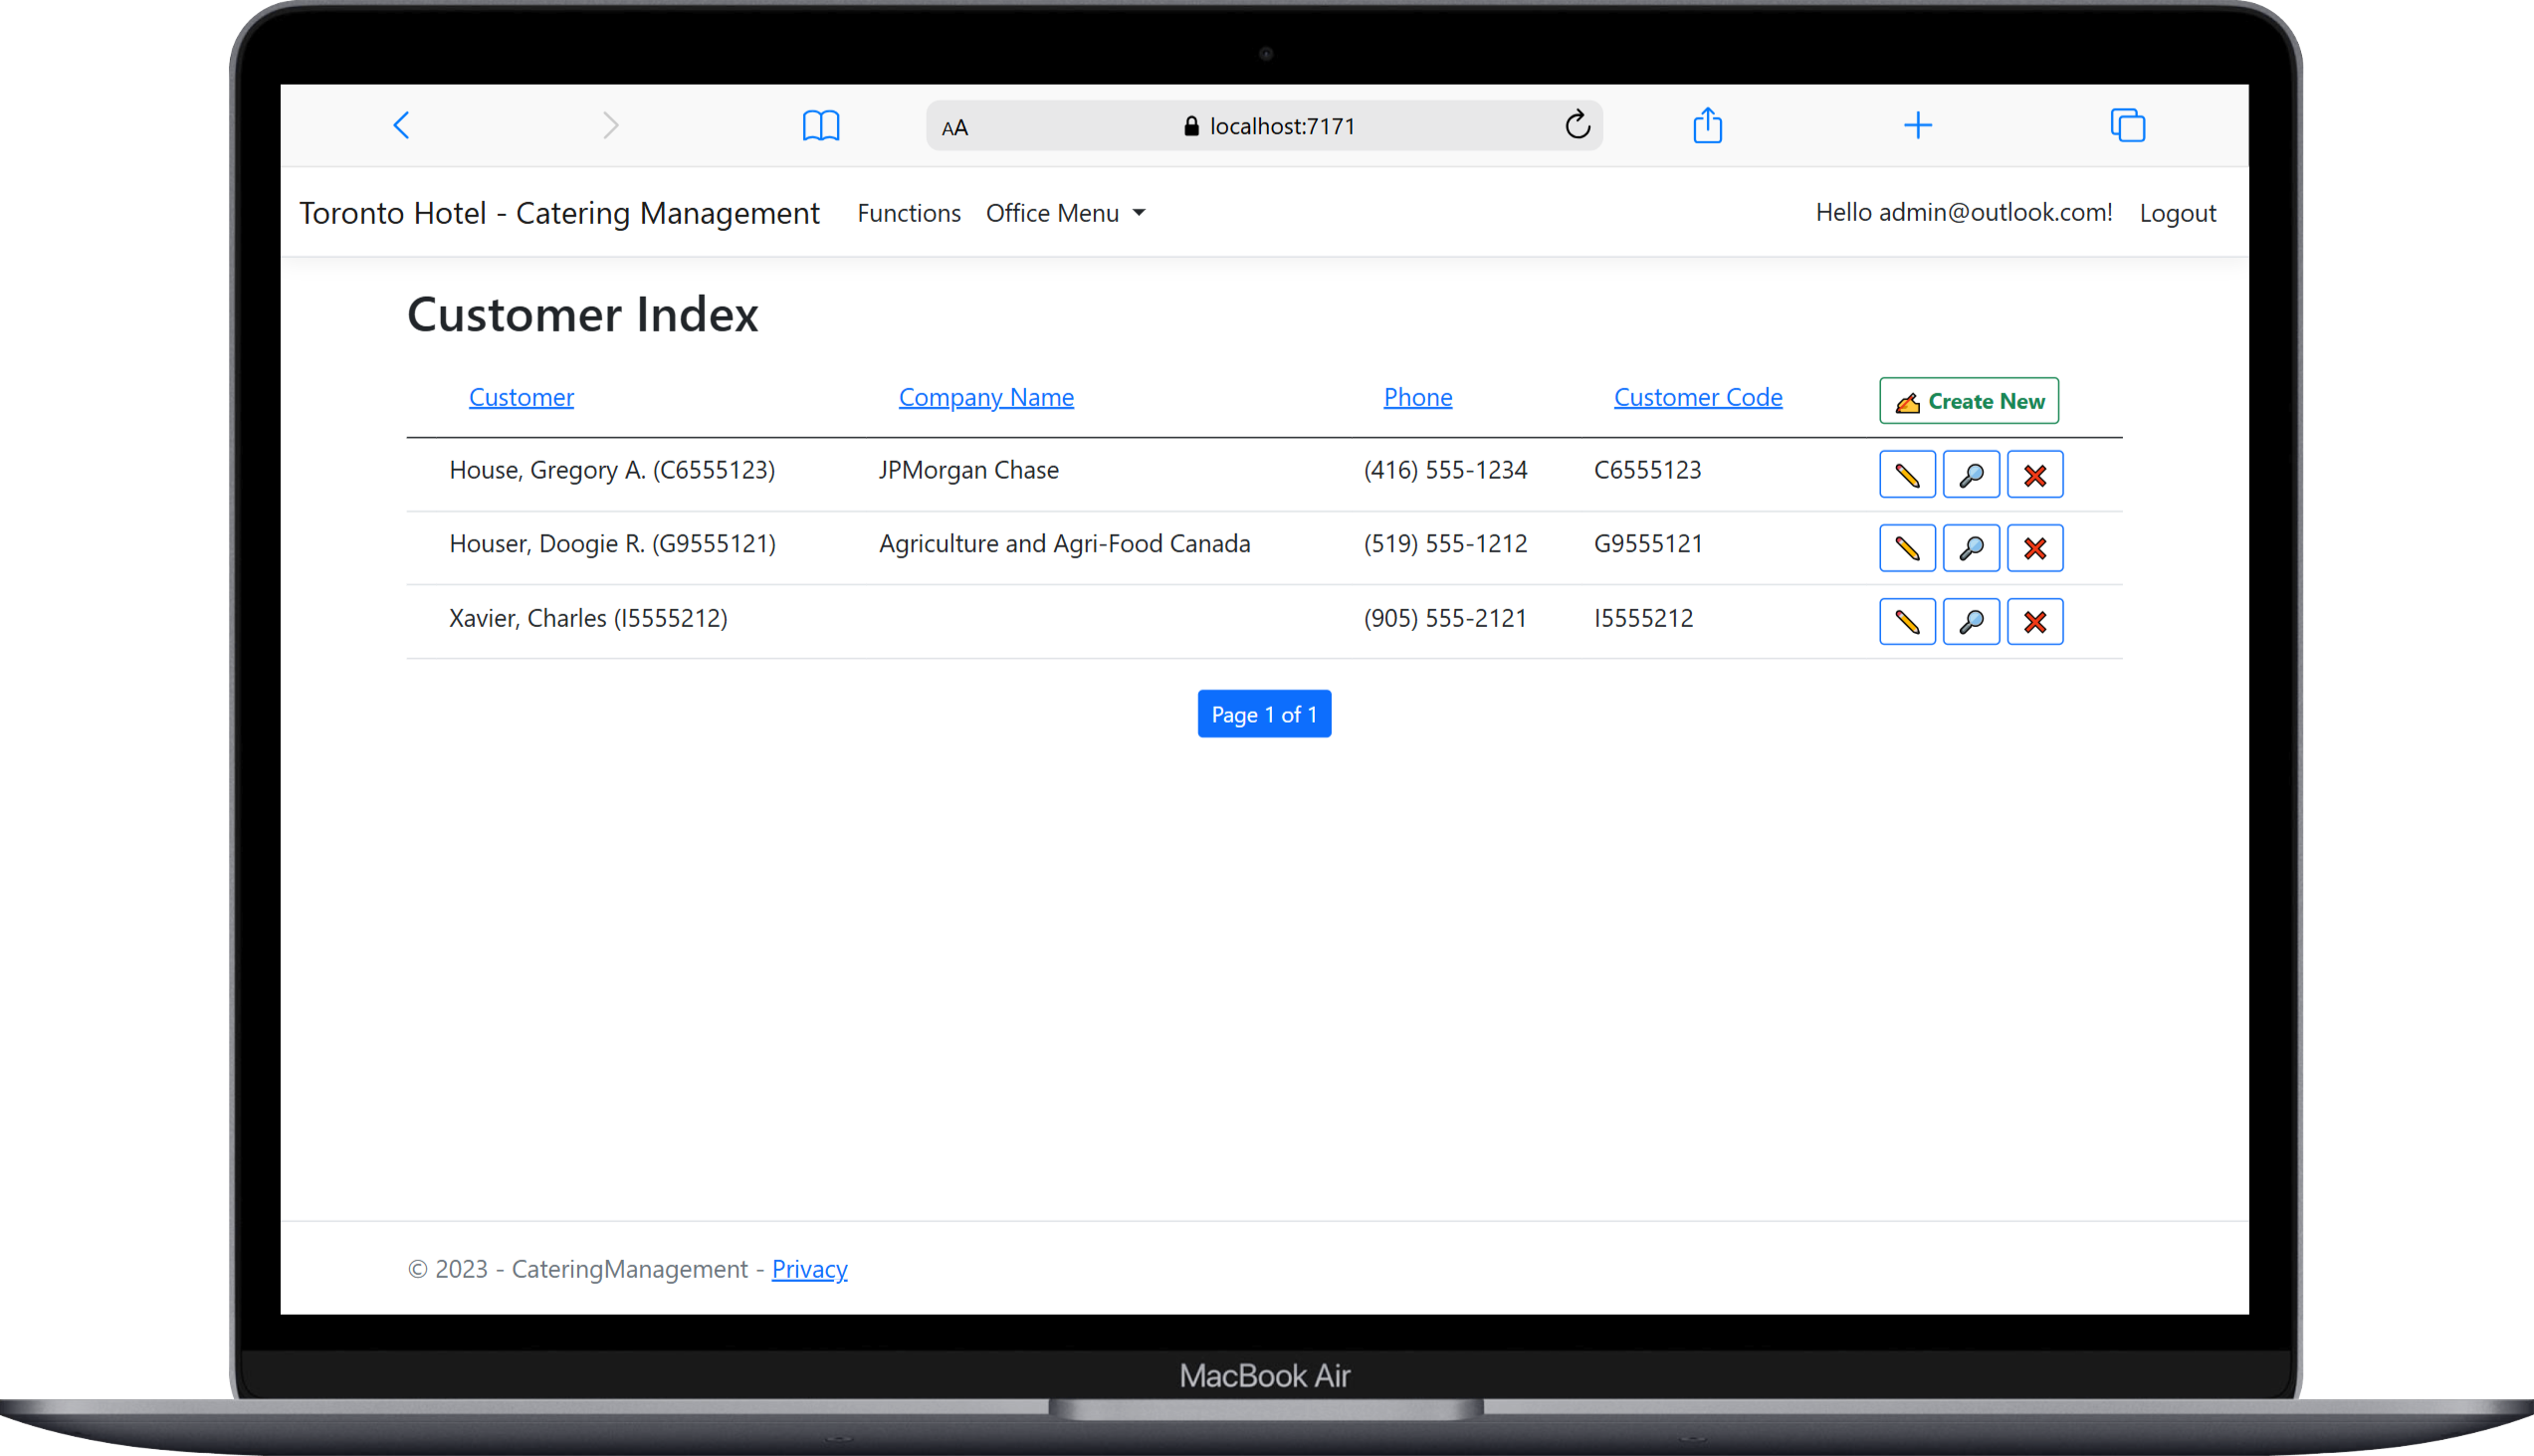 AA localhost:7171
Toronto Hotel - Catering Management Functions Office Menu Hello admin@outlook.com! Logout
Customer Index
Customer Company Name Phone Customer Code Create New
House, Gregory A. (C6555123) JPMorgan Chase (416) 555-1234 C6555123
Houser, Doogie R. (G9555121) Agriculture and Agri-Food Canada (519) 555-1212 G9555121
Xavier, Charles (I5555212) (905) 555-2121 I5555212
Page 1 of 1
© 2023 - CateringManagement - Privacy
MacBook Air